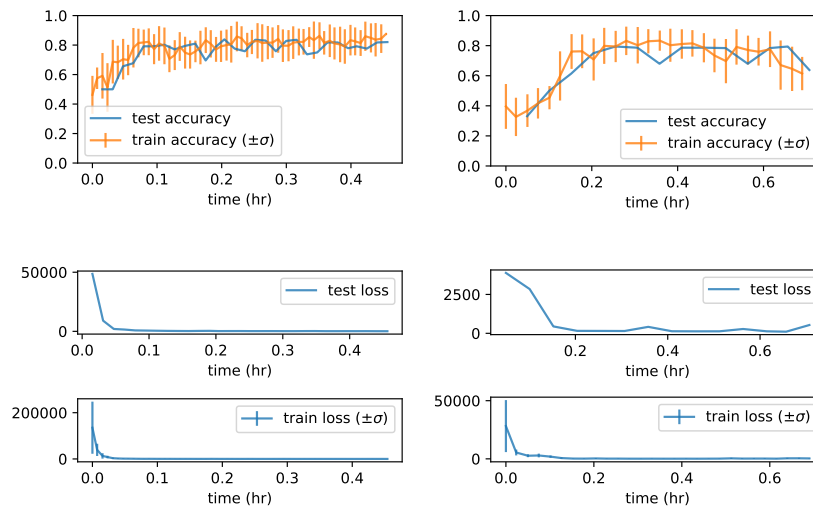 1.0
0.8
0.6
0.4
0.2
0.0
test accuracy
train accuracy (±σ)
0.0 0.1 0.2 0.3 0.4
time (hr)
1.0
0.8
0.6
0.4
0.2
0.0
test accuracy
train accuracy (±σ)
0.0 0.2 0.4 0.6
time (hr)
50000
0
test loss
0.0 0.1 0.2 0.3 0.4
time (hr)
2500
0
test loss
0.2 0.4 0.6
time (hr)
200000
0
train loss (±σ)
0.0 0.1 0.2 0.3 0.4
time (hr)
50000
0
train loss (±σ)
0.0 0.2 0.4 0.6
time (hr)